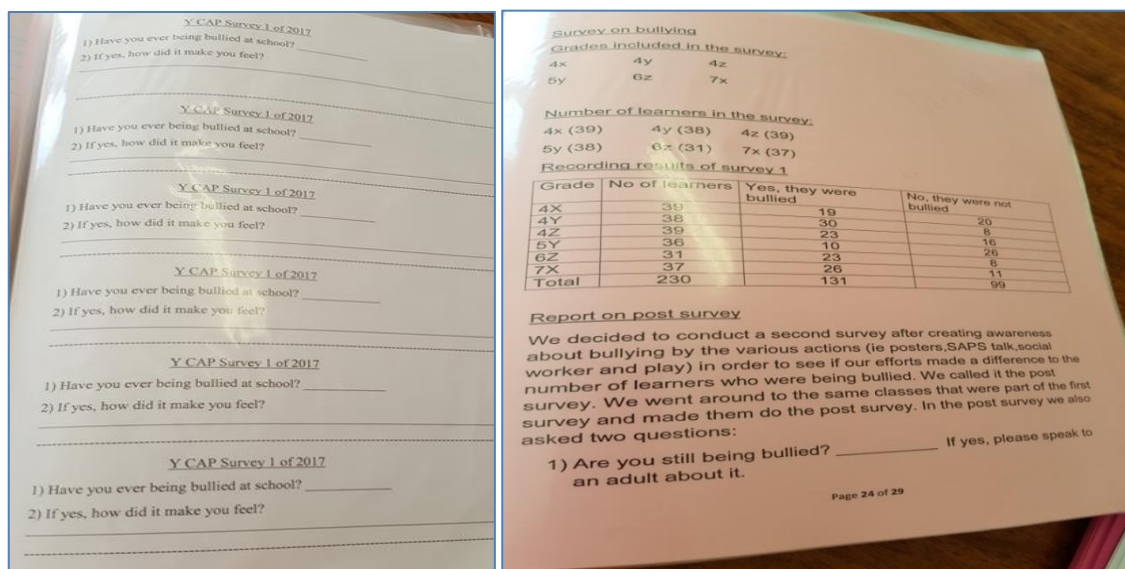 Y CAP Survey 1 of 2017
1) Have you ever being bullied at school? __________
2) If yes, how did it make you feel?
Y CAP Survey 1 of 2017
1) Have you ever being bullied at school? __________
2) If yes, how did it make you feel?
Y CAP Survey 1 of 2017
1) Have you ever being bullied at school? __________
2) If yes, how did it make you feel?
Y CAP Survey 1 of 2017
1) Have you ever being bullied at school? __________
2) If yes, how did it make you feel?
Y CAP Survey 1 of 2017
1) Have you ever being bullied at school? __________
2) If yes, how did it make you feel?
Y CAP Survey 1 of 2017
1) Have you ever being bullied at school? __________
2) If yes, how did it make you feel?
Survey on bullying
Grades included in the survey:
4x 4y 4z
5y 6z 7x
Number of learners in the survey:
4x (39) 4y (38) 4z (39)
5y (38) 6z (31) 7x (37)
Recording results of survey 1
Grade No of learners Yes, they were bullied No, they were not bullied
4X 39 19 20
4Y 38 30 8
4Z 39 23 16
5Y 36 10 26
6Z 31 23 8
7X 37 26 11
Total 230 131 99
Report on post survey
We decided to conduct a second survey after creating awareness
about bullying by the various actions (ie posters,SAPS talk,social
worker and play) in order to see if our efforts made a difference to the
number of learners who were being bullied. We called it the post
survey. We went around to the same classes that were part of the first
survey and made them do the post survey. In the post survey we also
asked two questions:
1) Are you still being bullied? __________ If yes, please speak to
an adult about it.
Page 24 of 29